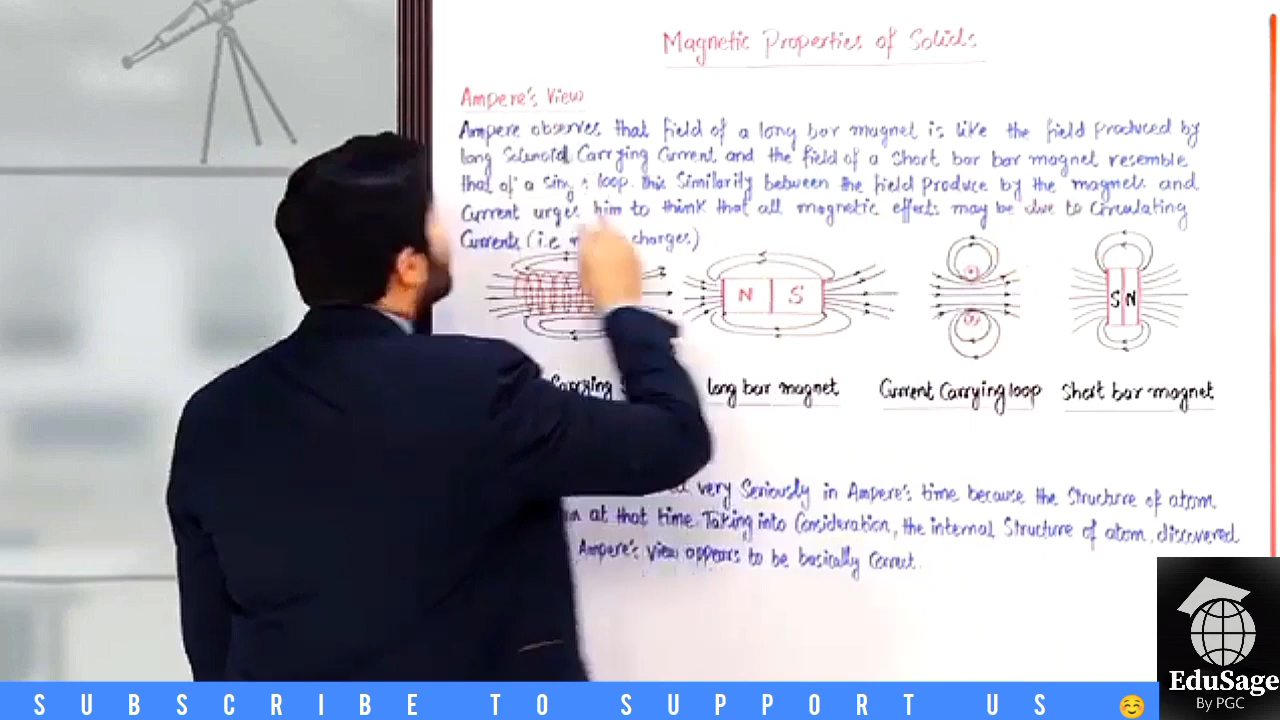 Magnetic Properties of Solids
Ampere's View
Ampere observes that field of a long bar magnet is like the field produced by
long Solenoid Carrying Current and the field of a Short bar bar magnet resemble
that of a loop. this Similarity between the field Produce by the magnets and
Current urges him to think that all magnetic effects may be due to Circulating
Currents (i.e charges)
N S
S N
Carrying
long bar magnet
Current Carrying loop
Short bar magnet
very Seriously in Ampere's time because the Structure of atom
at that time. Taking into Consideration, the internal Structure of atom, discovered
Ampere's view appears to be basically Correct.
EduSage
By PGC
SUBSCRIBE TO SUPPORT US 😊